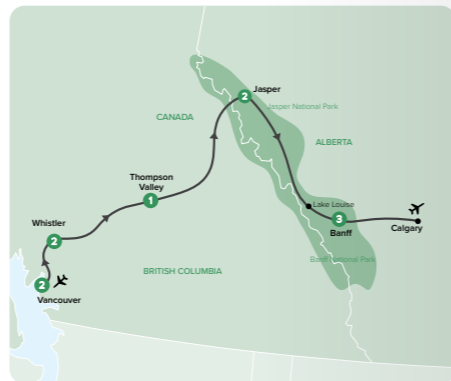 2
Jasper
Jasper National Park
CANADA
ALBERTA
Thompson
Valley
1
Lake Louise
Whistler
2
3
Banff
Calgary
Banff National Park
BRITISH COLUMBIA
2
Vancouver